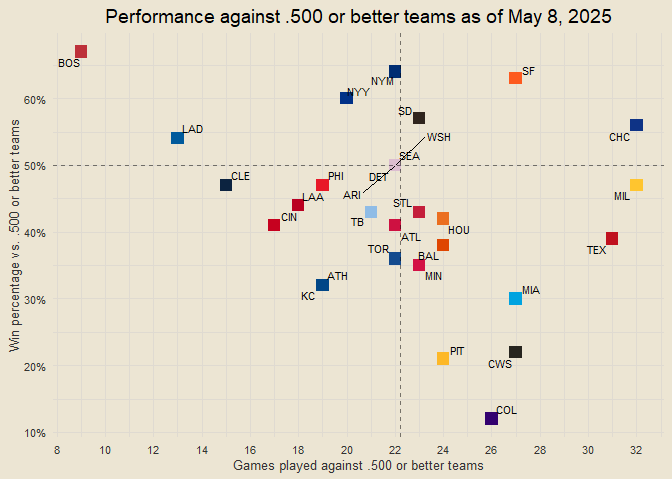 Performance against .500 or better teams as of May 8, 2025
BOS
NYM
SF
60%
NYY
SD
LAD
WSH
CHC
50%
SEA
CLE
PHI
DET
ARI
LAA
MIL
STL
CIN
TB
HOU
40%
ATL
TOR
BAL
TEX
MIN
ATH
KC
MIA
30%
PIT
CWS
20%
COL
10%
8 10 12 14 16 18 20 22 24 26 28 30 32
Games played against .500 or better teams
Win percentage vs. .500 or better teams